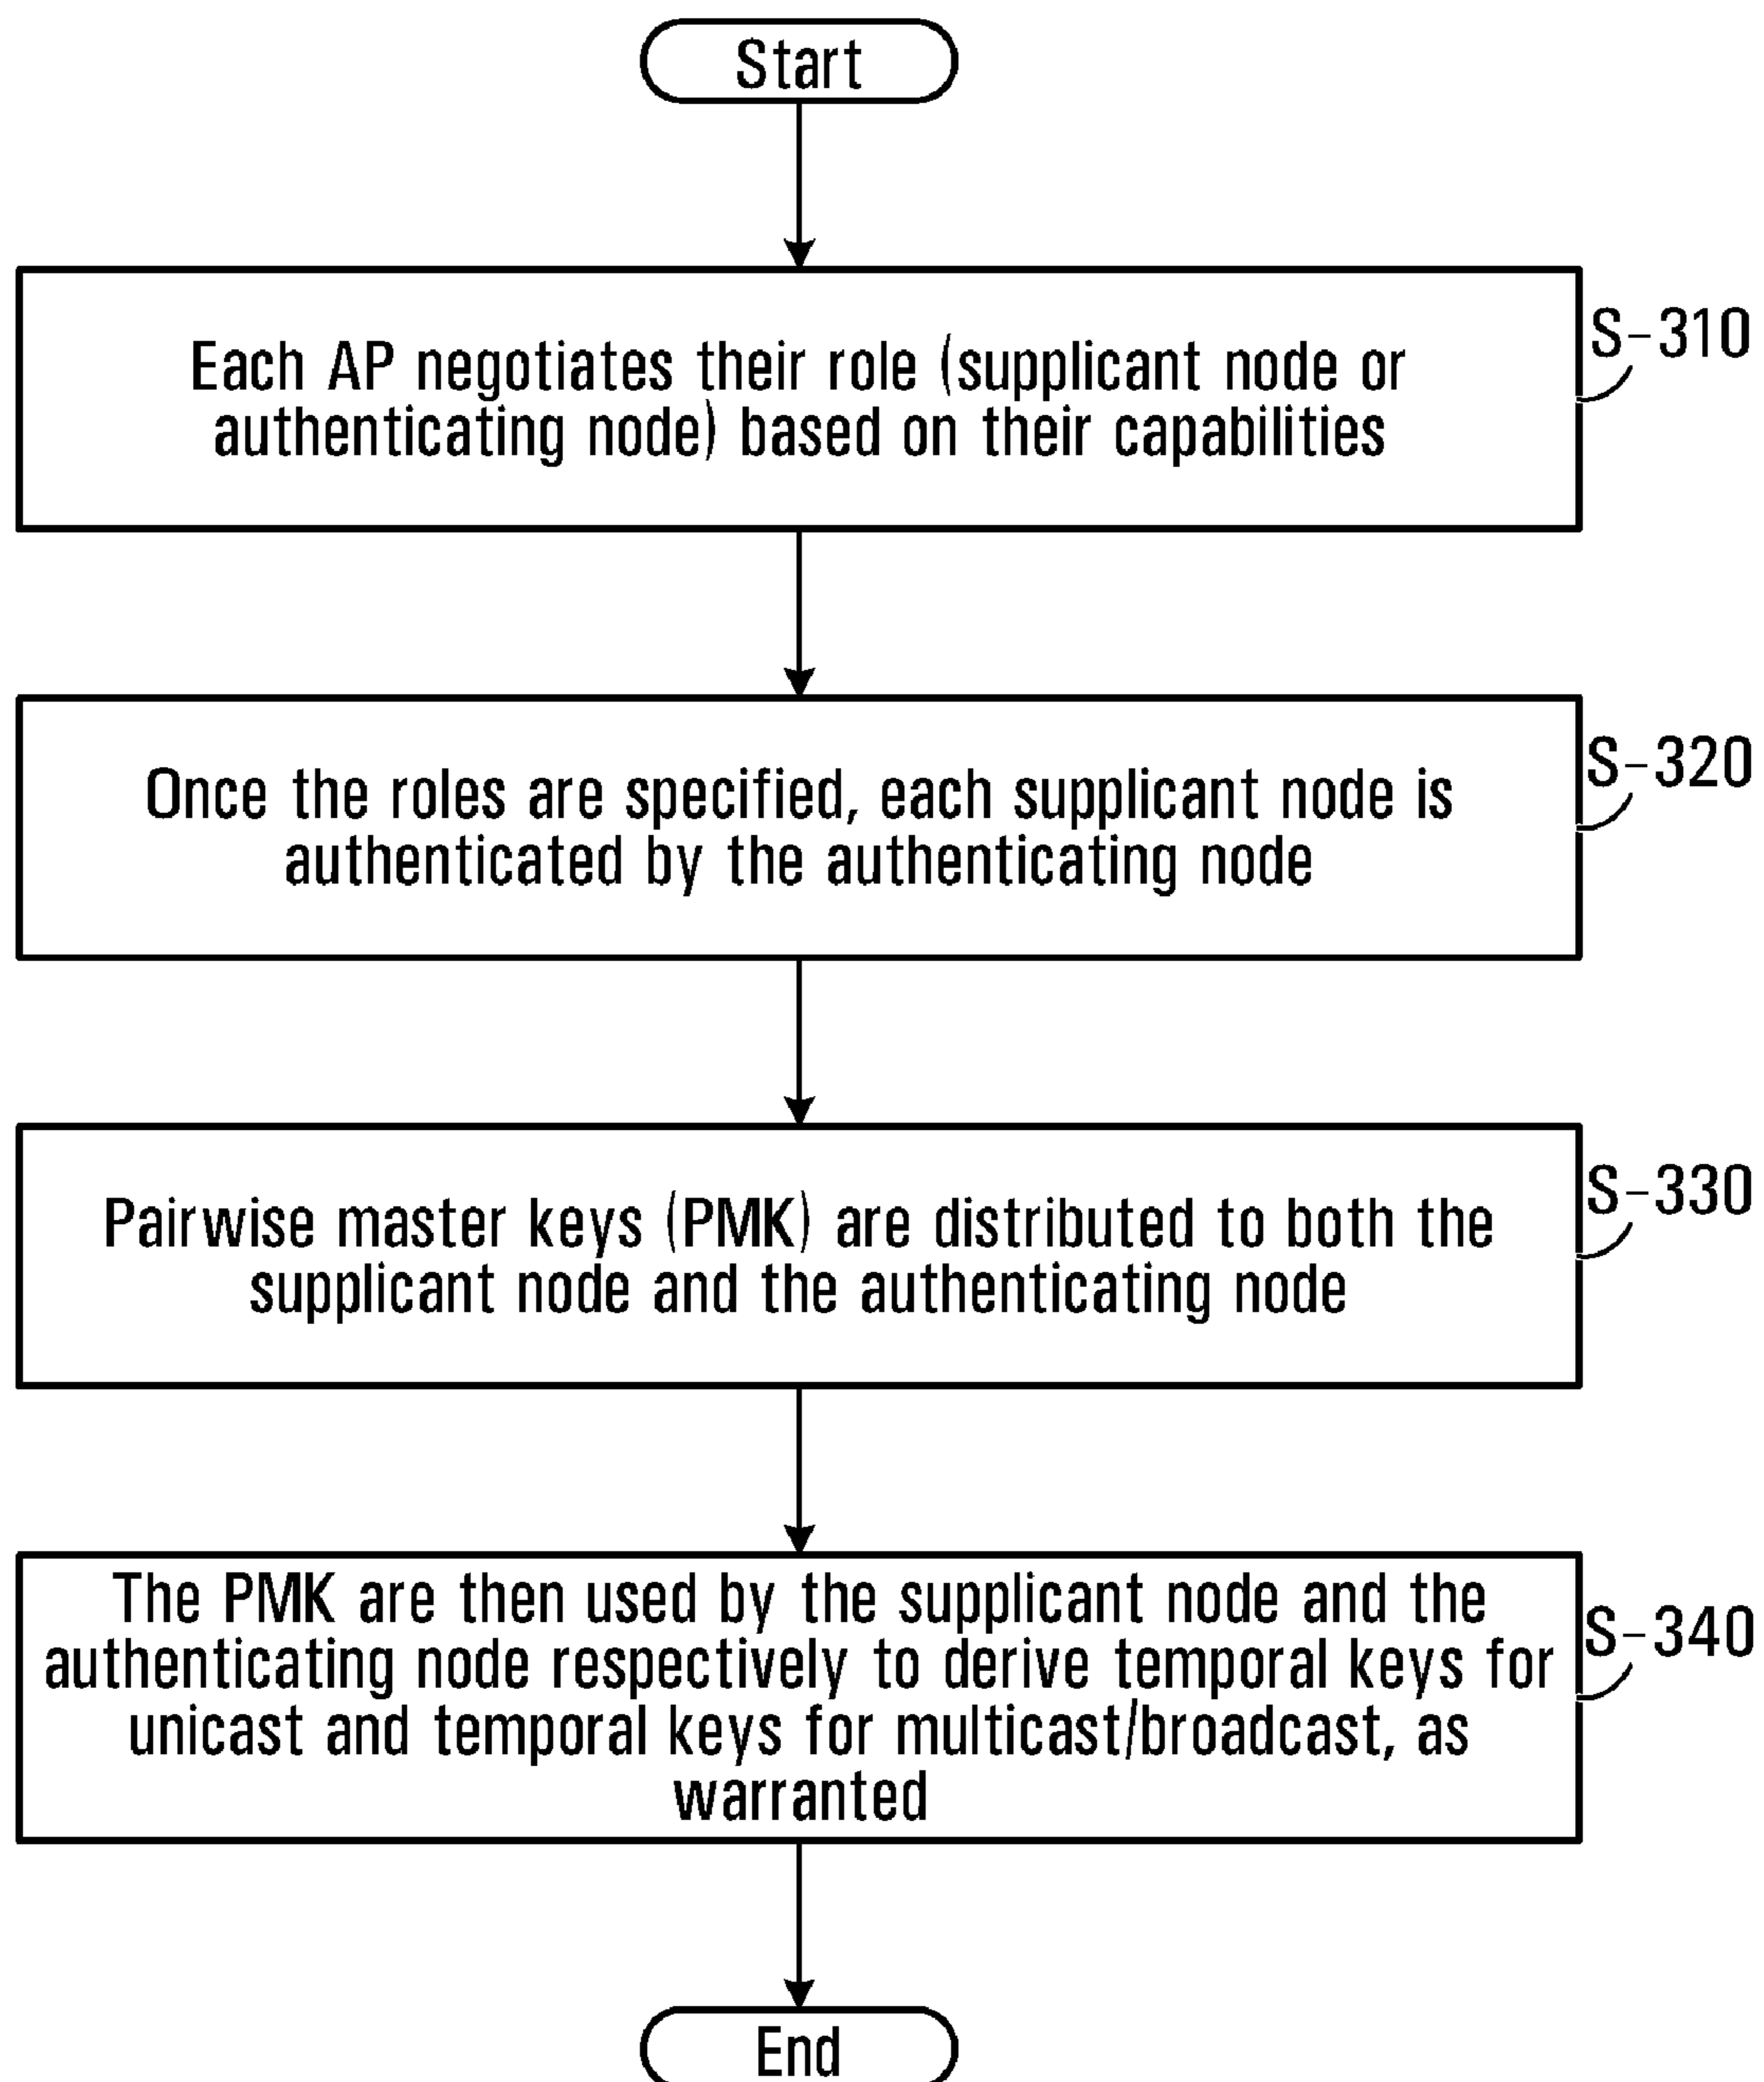 Start
Each AP negotiates their role (supplicant node or
authenticating node) based on their capabilities
S-310
Once the roles are specified, each supplicant node is
authenticated by the authenticating node
S-320
Pairwise master keys (PMK) are distributed to both the
supplicant node and the authenticating node
S-330
The PMK are then used by the supplicant node and the
authenticating node respectively to derive temporal keys for
unicast and temporal keys for multicast/broadcast, as
warranted
S-340
End